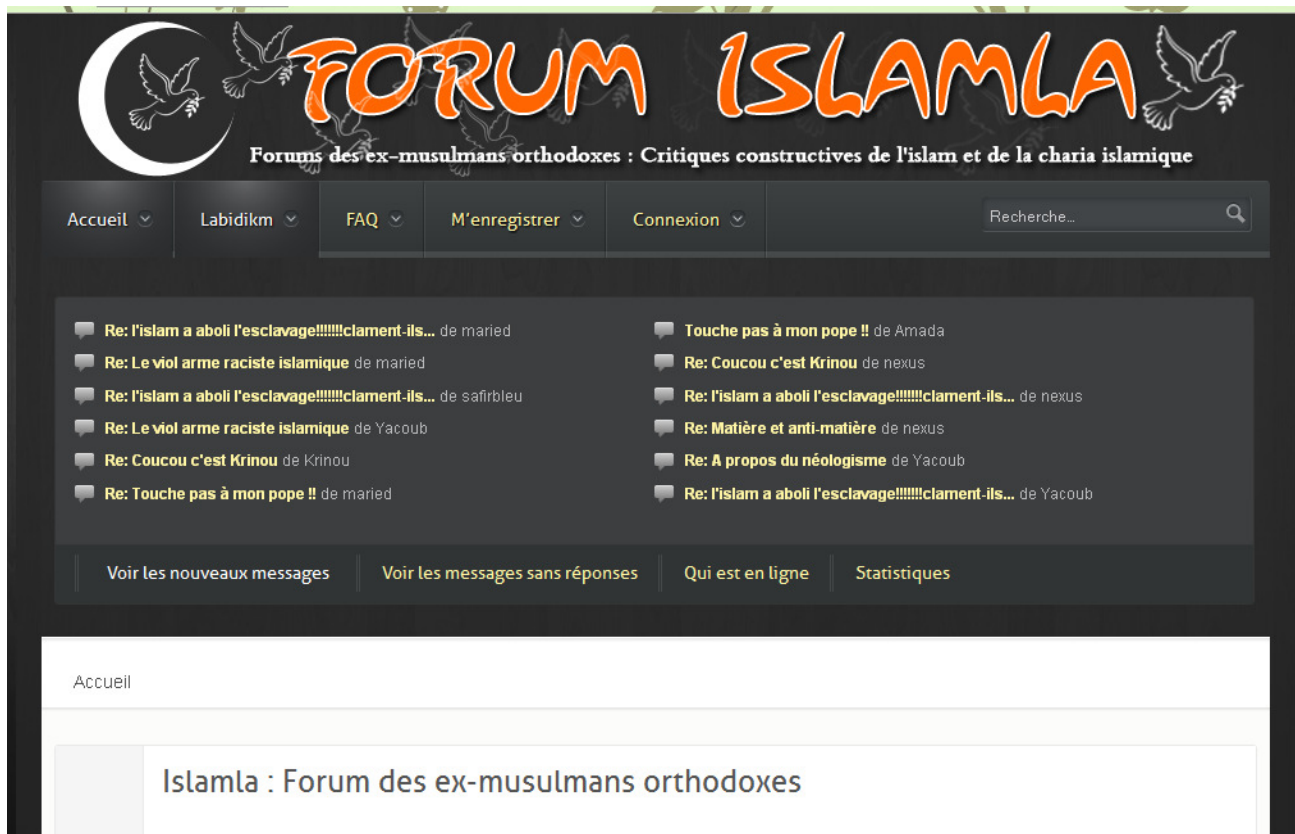 FORUM ISLAMLA
Forums des ex-musulmans orthodoxes : Critiques constructives de l'islam et de la charia islamique
Accueil Labidikm FAQ M'enregistrer Connexion Recherche...
Re: l'islam a aboli l'esclavage!!!!!!!clament-ils... de maried
Re: Le viol arme raciste islamique de maried
Re: l'islam a aboli l'esclavage!!!!!!!clament-ils... de safirbleu
Re: Le viol arme raciste islamique de Yacoub
Re: Coucou c'est Krinou de Krinou
Re: Touche pas à mon pope !! de maried
Touche pas à mon pope !! de Amada
Re: Coucou c'est Krinou de nexus
Re: l'islam a aboli l'esclavage!!!!!!!clament-ils... de nexus
Re: Matière et anti-matière de nexus
Re: A propos du néologisme de Yacoub
Re: l'islam a aboli l'esclavage!!!!!!!clament-ils... de Yacoub
Voir les nouveaux messages Voir les messages sans réponses Qui est en ligne Statistiques
Accueil
Islamla : Forum des ex-musulmans orthodoxes